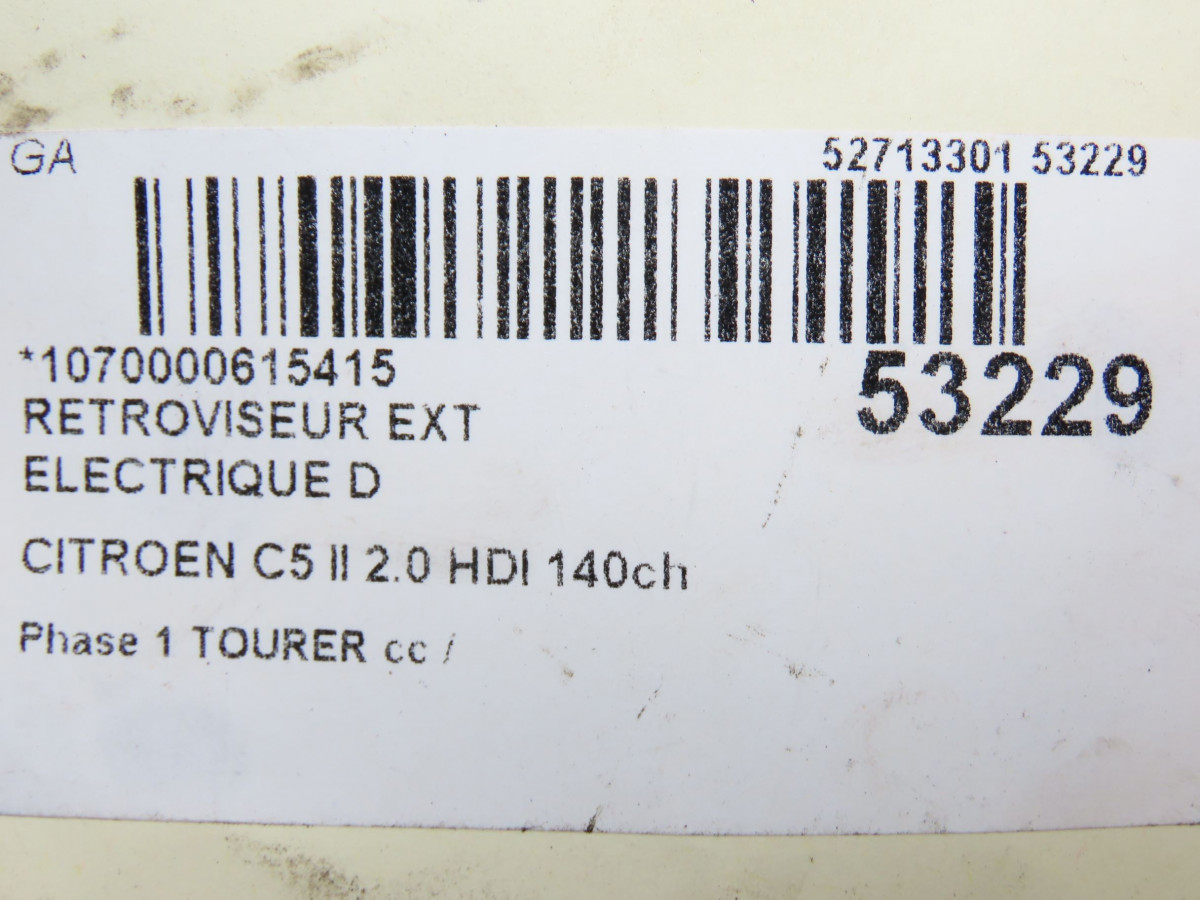 GA
52713301 53229
*1070000615415
53229
RETROVISEUR EXT
ELECTRIQUE D
CITROEN C5 II 2.0 HDI 140ch
Phase 1 TOURER cc /